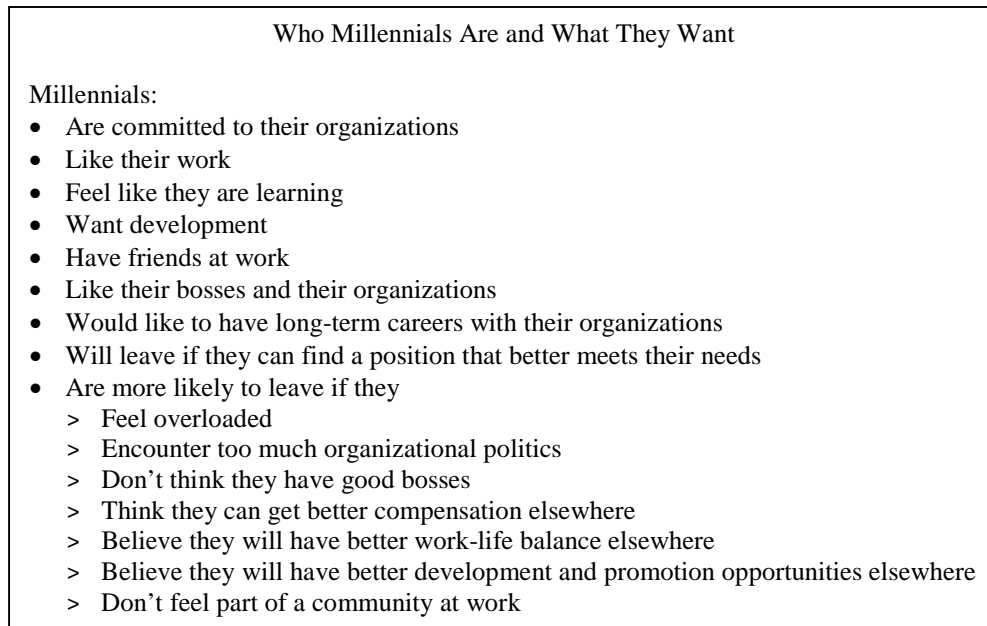 Who Millennials Are and What They Want
Millennials:
• Are committed to their organizations
• Like their work
• Feel like they are learning
• Want development
• Have friends at work
• Like their bosses and their organizations
• Would like to have long-term careers with their organizations
• Will leave if they can find a position that better meets their needs
• Are more likely to leave if they
> Feel overloaded
> Encounter too much organizational politics
> Don’t think they have good bosses
> Think they can get better compensation elsewhere
> Believe they will have better work-life balance elsewhere
> Believe they will have better development and promotion opportunities elsewhere
> Don’t feel part of a community at work